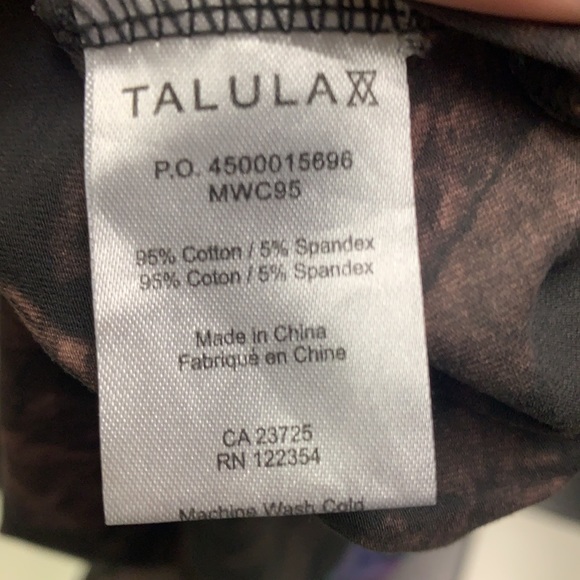 TALULA
P.O. 4500015696
MWC95
95% Cotton / 5% Spandex
95% Coton / 5% Spandex
Made in China
Fabriqué en Chine
CA 23725
RN 122354
Machine Wash Cold